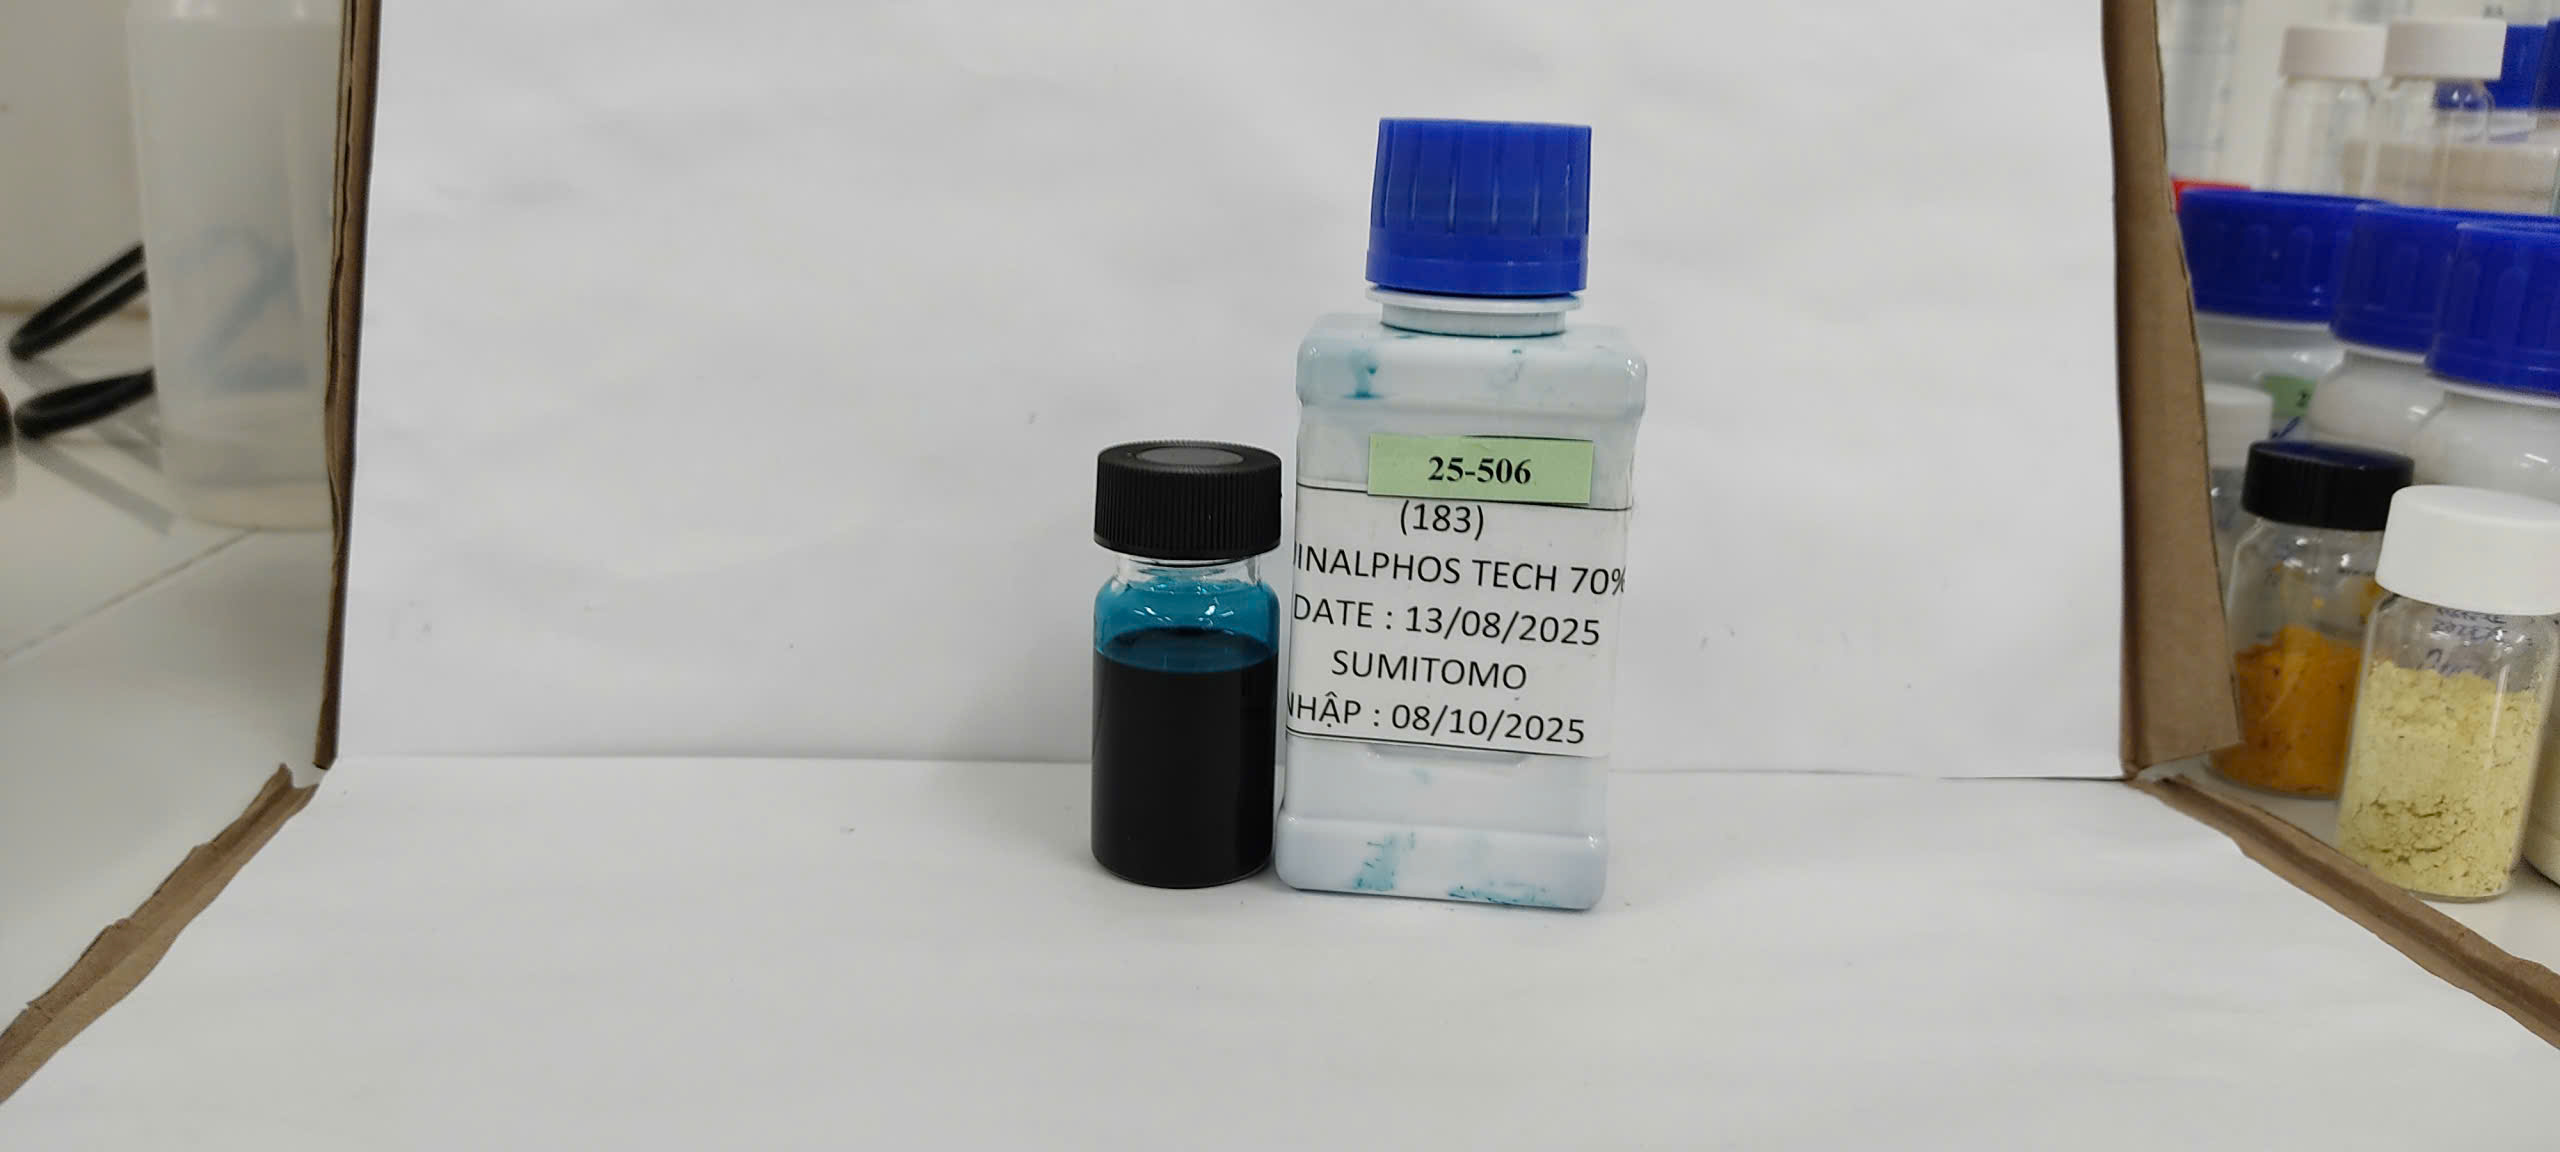 25-506
(183)
INALPHOS TECH 70%
DATE : 13/08/2025
SUMITOMO
NHẬP : 08/10/2025